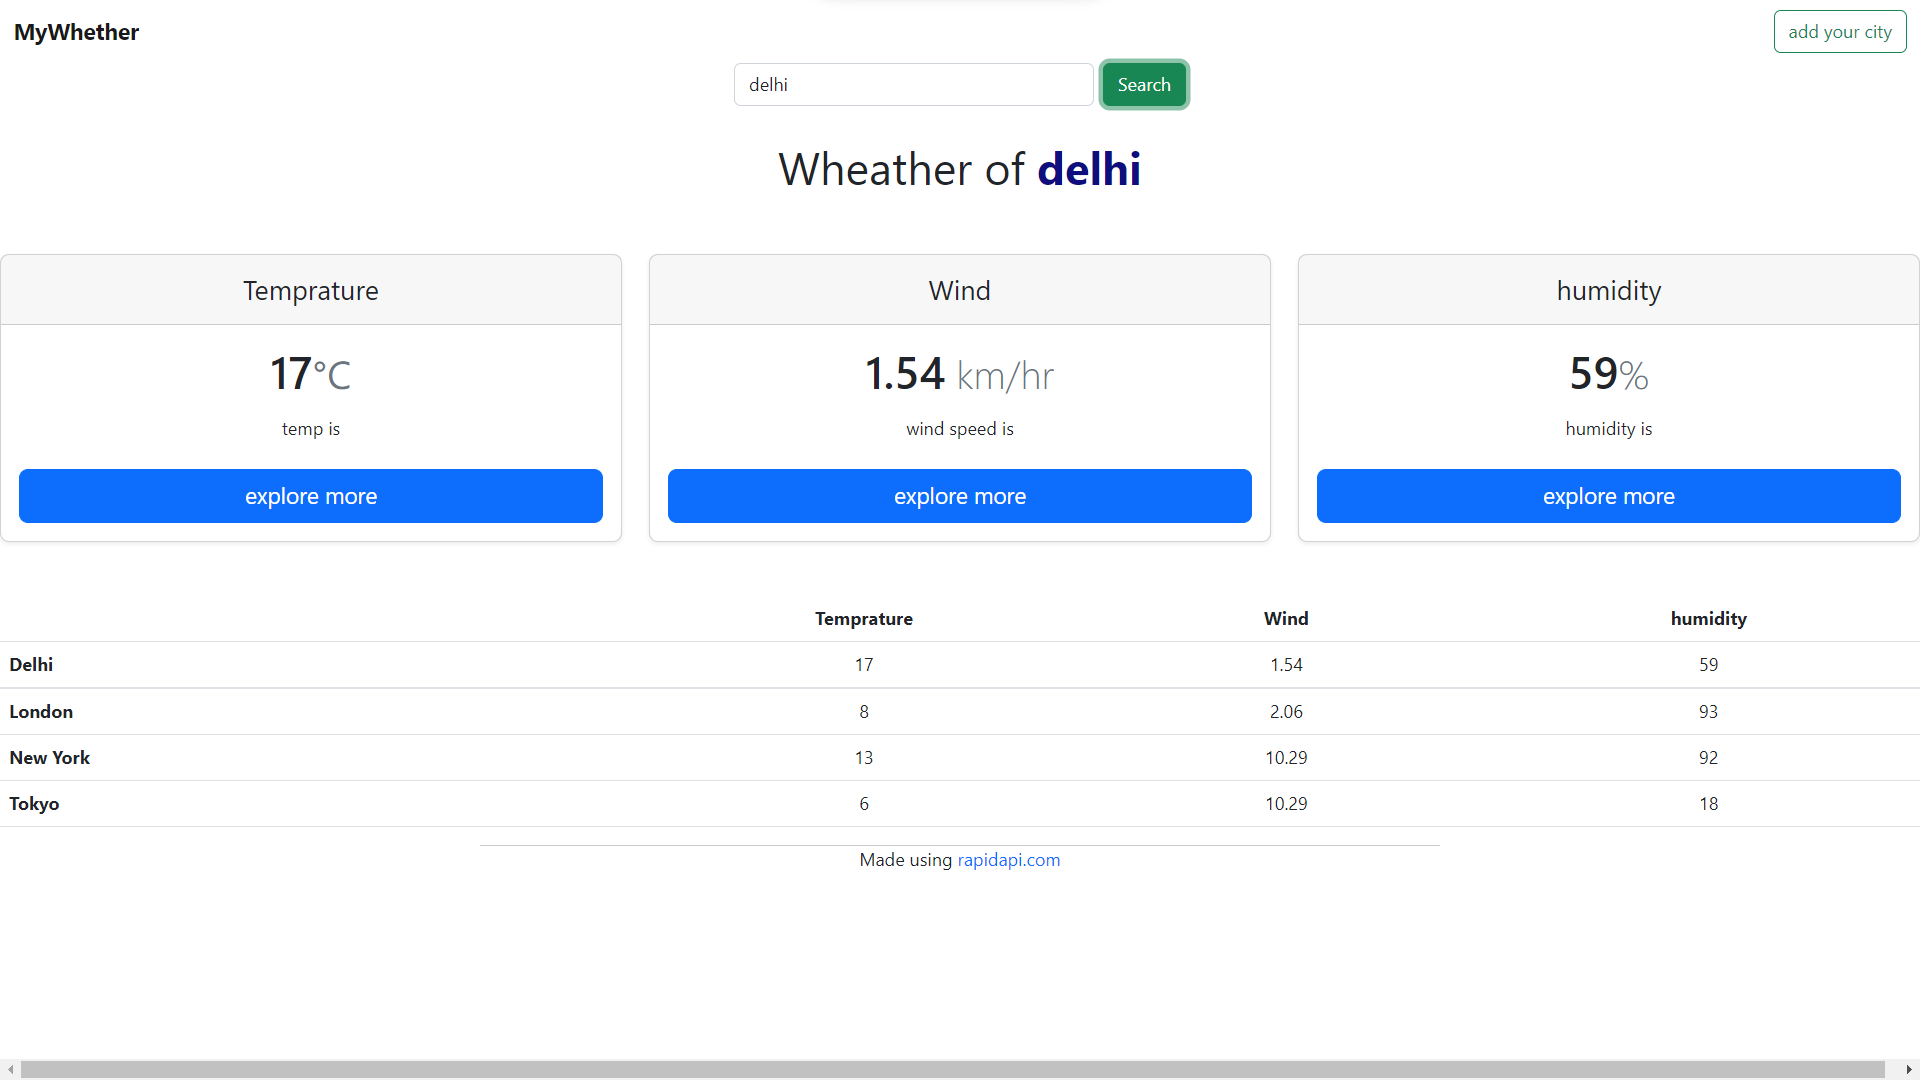 MyWhether add your city
delhi Search
Wheather of delhi
Temprature Wind humidity
17°C 1.54 km/hr 59%
temp is wind speed is humidity is
explore more explore more explore more
Temprature Wind humidity
Delhi 17 1.54 59
London 8 2.06 93
New York 13 10.29 92
Tokyo 6 10.29 18
Made using rapidapi.com